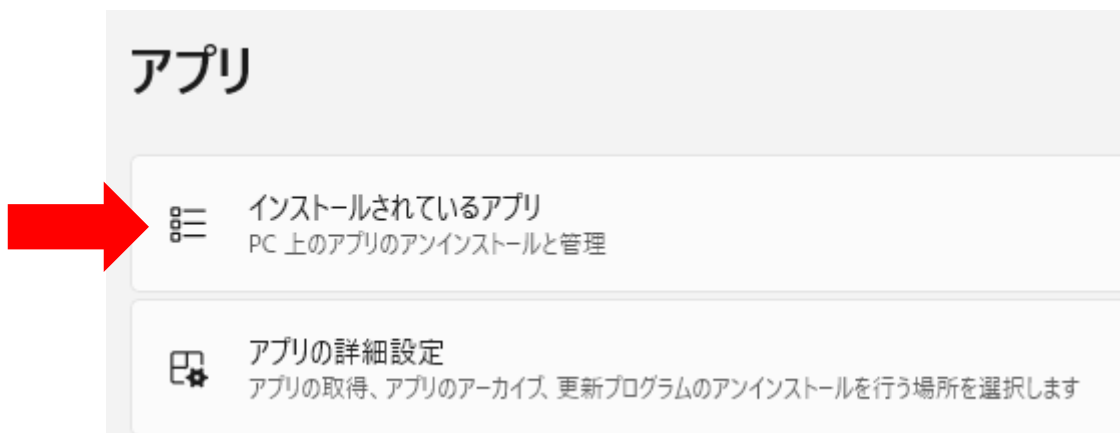 アプリ
インストールされているアプリ
PC 上のアプリのアンインストールと管理
アプリの詳細設定
アプリの取得、アプリのアーカイブ、更新プログラムのアンインストールを行う場所を選択します